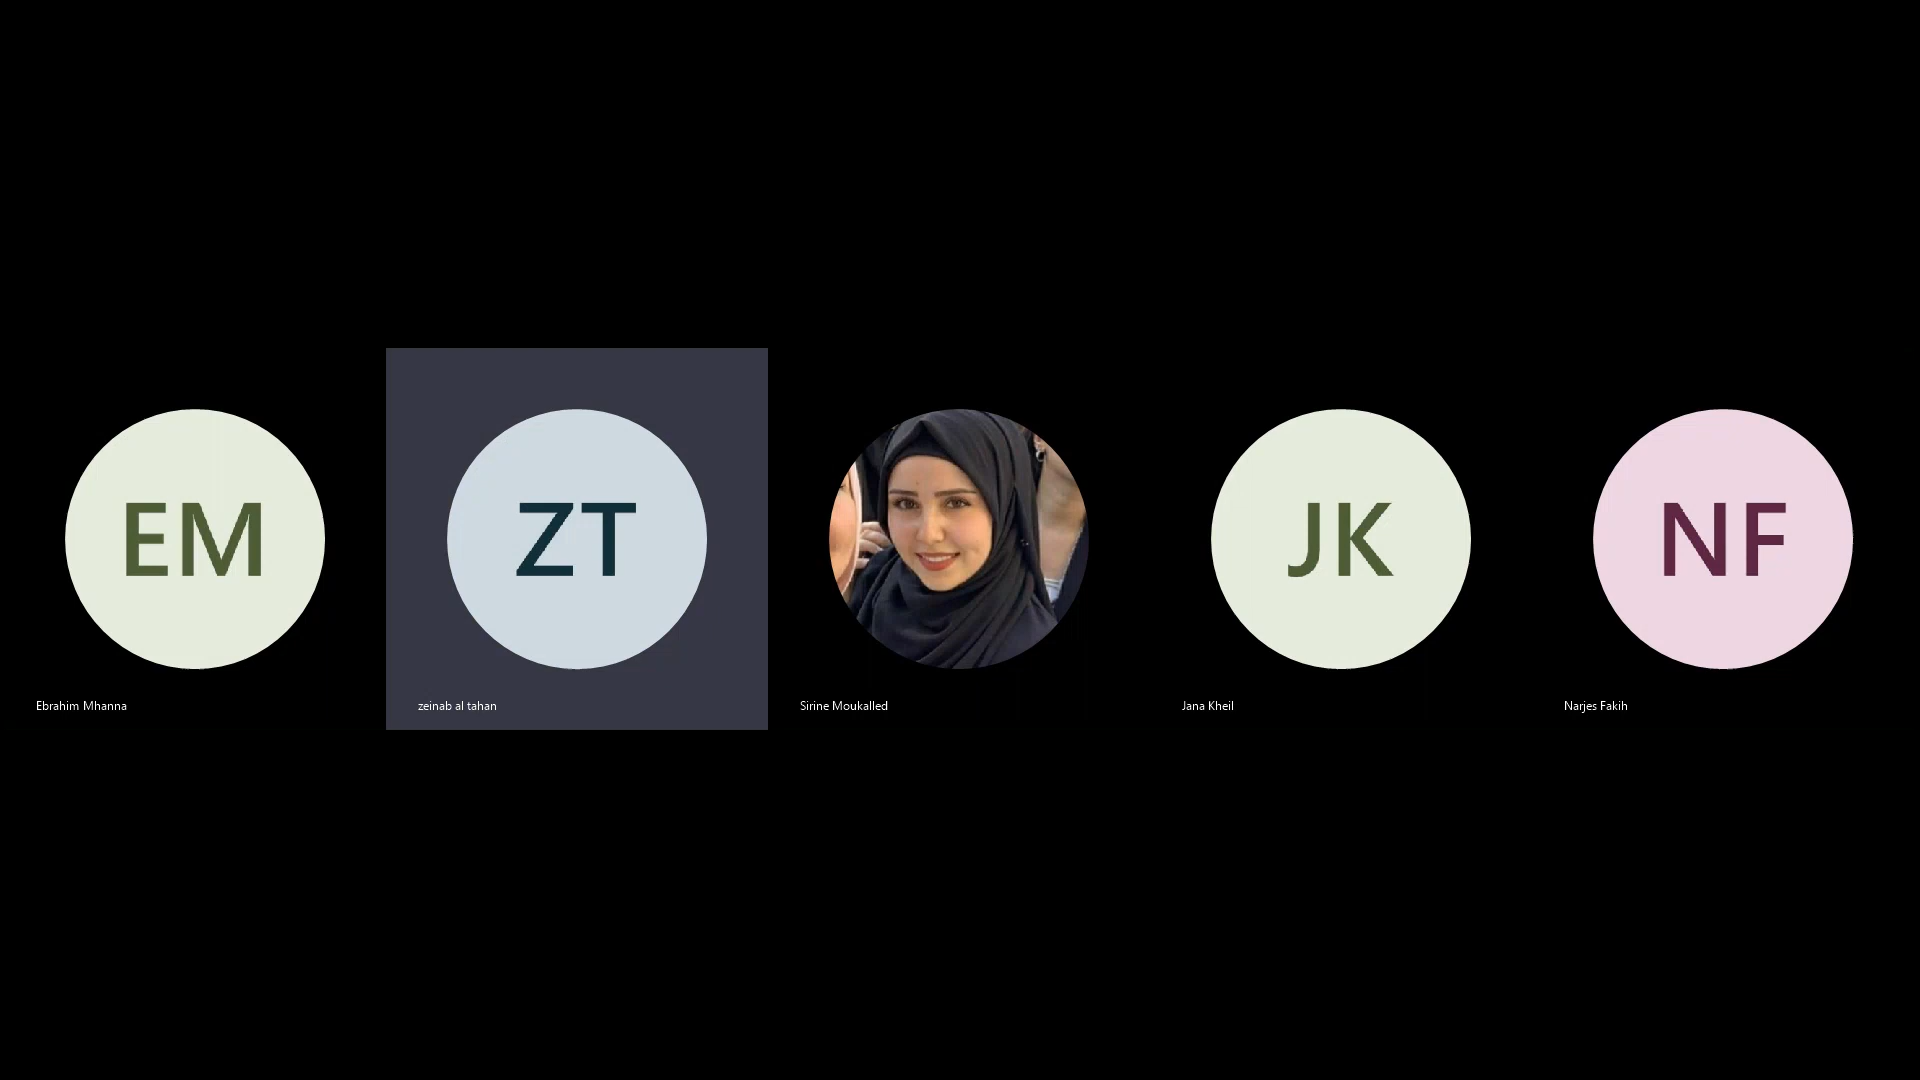 EM
ZT
JK
NF
Ebrahim Mhanna
zeinab al tahan
Sirine Moukalled
Jana Kheil
Narjes Fakih